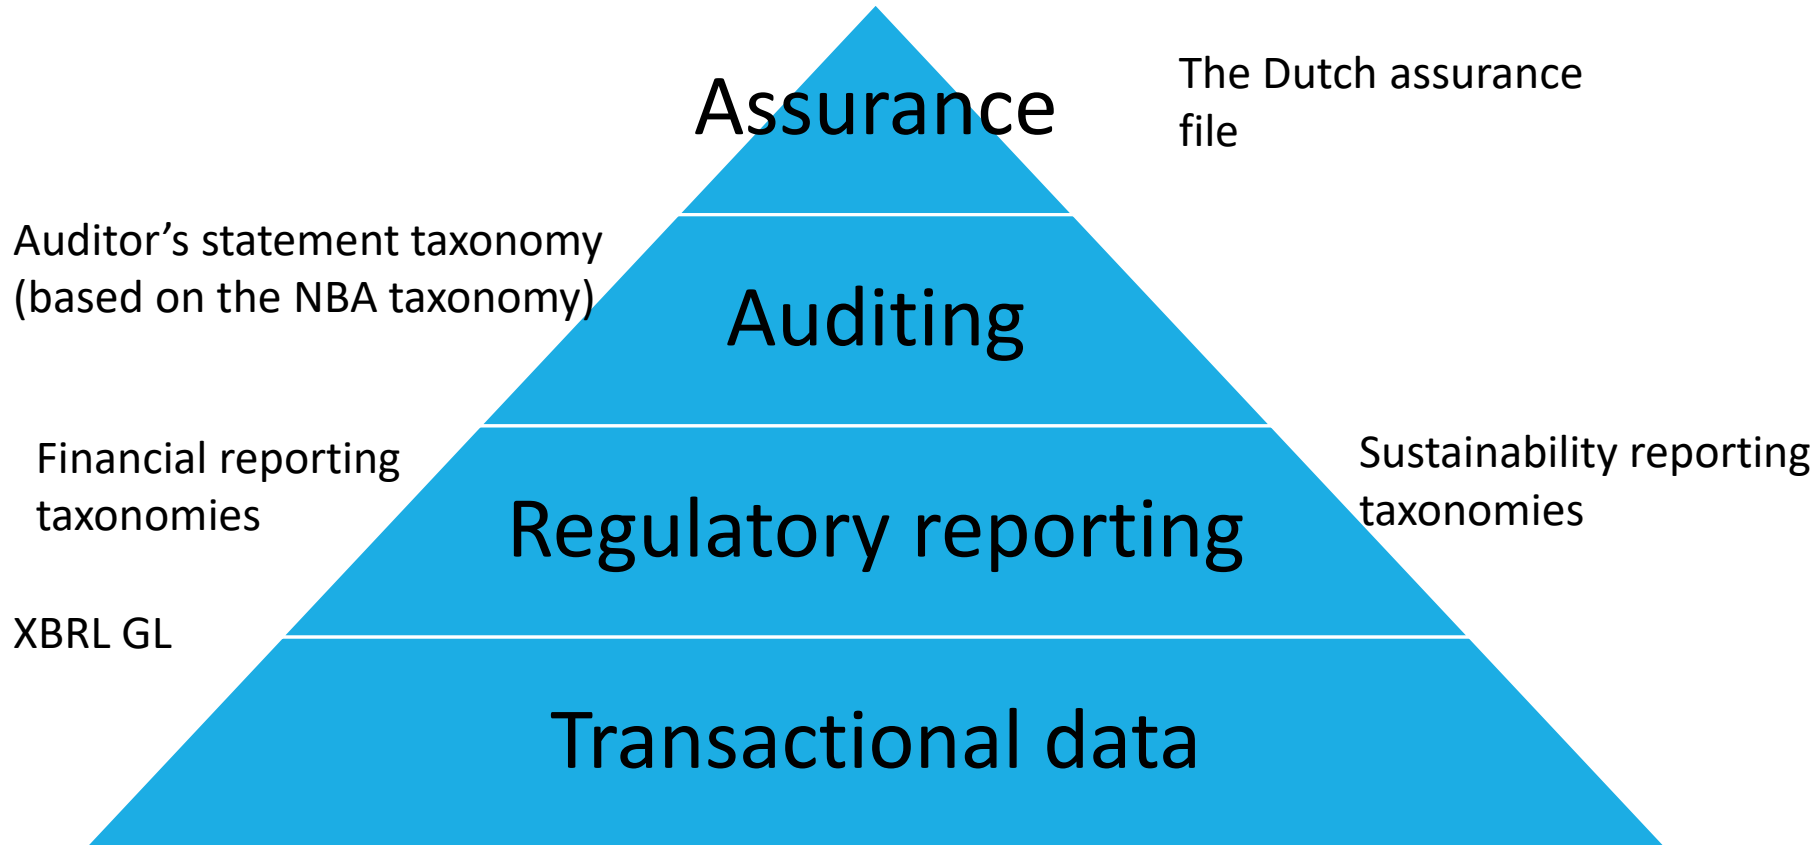 Assurance
The Dutch assurance
file
Auditor’s statement taxonomy
(based on the NBA taxonomy)
Auditing
Financial reporting
taxonomies
Regulatory reporting
Sustainability reporting
taxonomies
XBRL GL
Transactional data